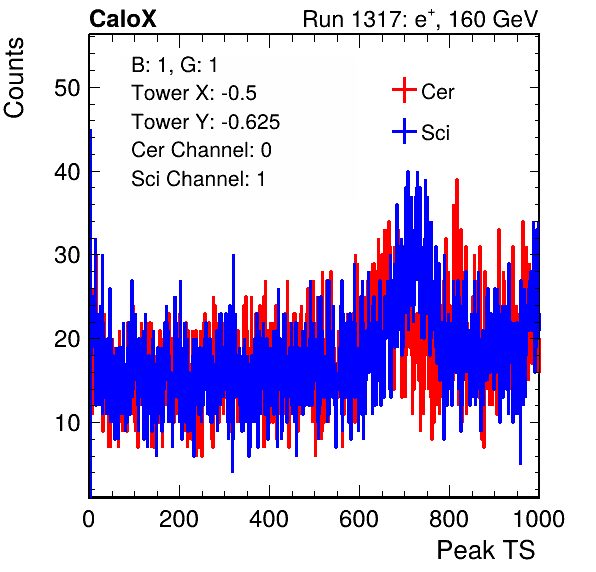 CaloX
Run 1317: e+, 160 GeV
Counts
B: 1, G: 1
Tower X: -0.5
Tower Y: -0.625
Cer Channel: 0
Sci Channel: 1
Cer
Sci
50
40
30
20
10
0 200 400 600 800 1000
Peak TS